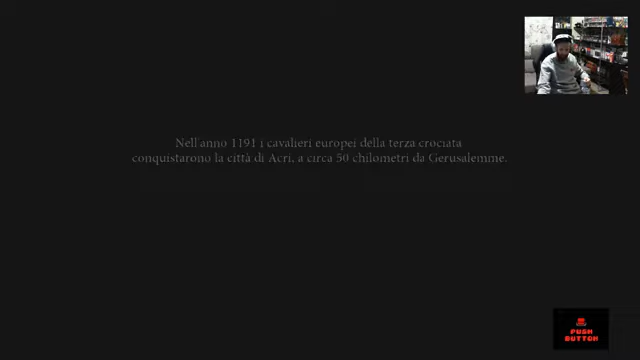 Nell'anno 1191 i cavalieri europei della terza crociata
conquistarono la città di Acri, a circa 50 chilometri da Gerusalemme.
PUSH
BUTTON